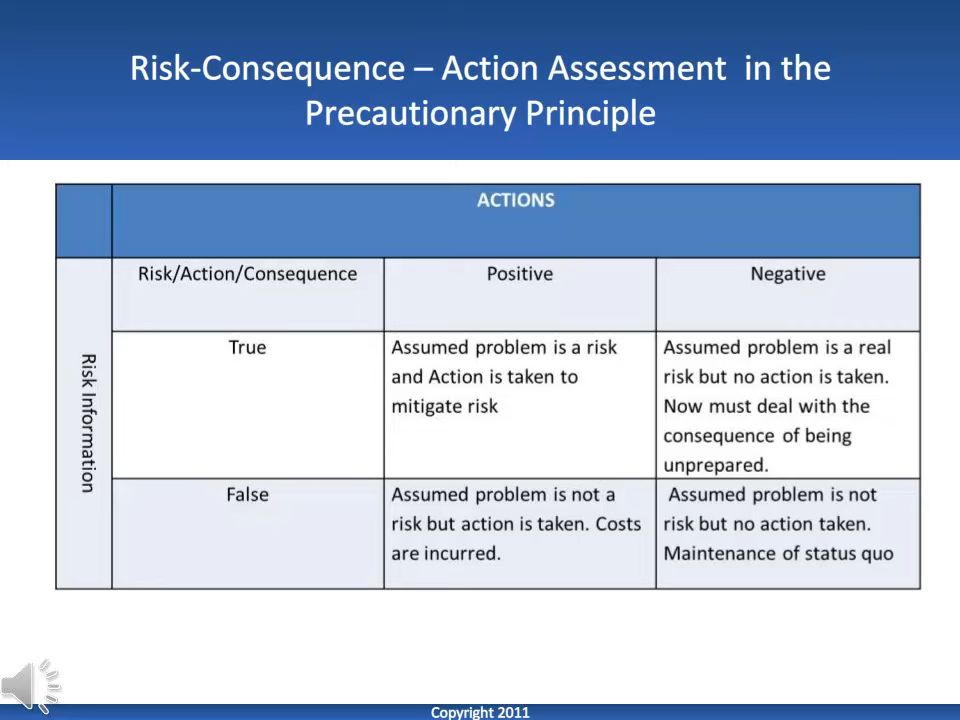 Risk-Consequence – Action Assessment  in the
Precautionary Principle
ACTIONS
Risk Information
Risk/Action/Consequence
Positive
Negative
True
Assumed problem is a risk
and Action is taken to
mitigate risk
Assumed problem is a real
risk but no action is taken.
Now must deal with the
consequence of being
unprepared.
False
Assumed problem is not a
risk but action is taken. Costs
are incurred.
Assumed problem is not
risk but no action taken.
Maintenance of status quo
Copyright 2011